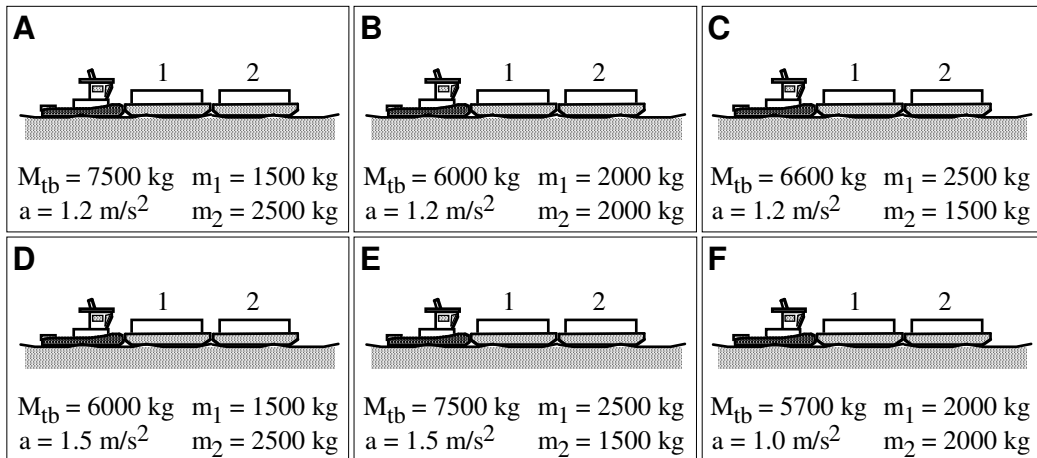 A
1 2
M_tb = 7500 kg m_1 = 1500 kg
a = 1.2 m/s^2 m_2 = 2500 kg
B
1 2
M_tb = 6000 kg m_1 = 2000 kg
a = 1.2 m/s^2 m_2 = 2000 kg
C
1 2
M_tb = 6600 kg m_1 = 2500 kg
a = 1.2 m/s^2 m_2 = 1500 kg
D
1 2
M_tb = 6000 kg m_1 = 1500 kg
a = 1.5 m/s^2 m_2 = 2500 kg
E
1 2
M_tb = 7500 kg m_1 = 2500 kg
a = 1.5 m/s^2 m_2 = 1500 kg
F
1 2
M_tb = 5700 kg m_1 = 2000 kg
a = 1.0 m/s^2 m_2 = 2000 kg